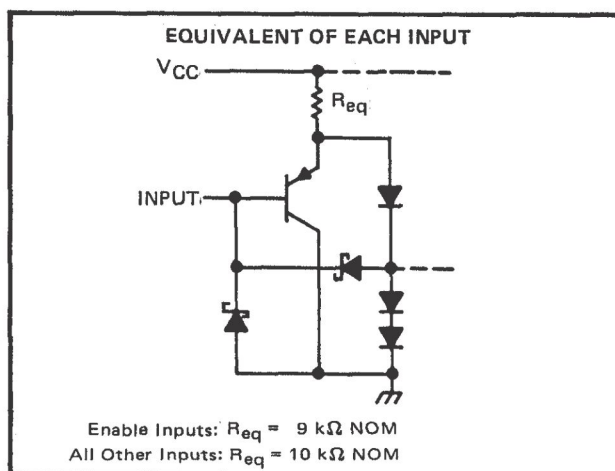 EQUIVALENT OF EACH INPUT
VCC
Req
INPUT
Enable Inputs: Req = 9 kΩ NOM
All Other Inputs: Req = 10 kΩ NOM